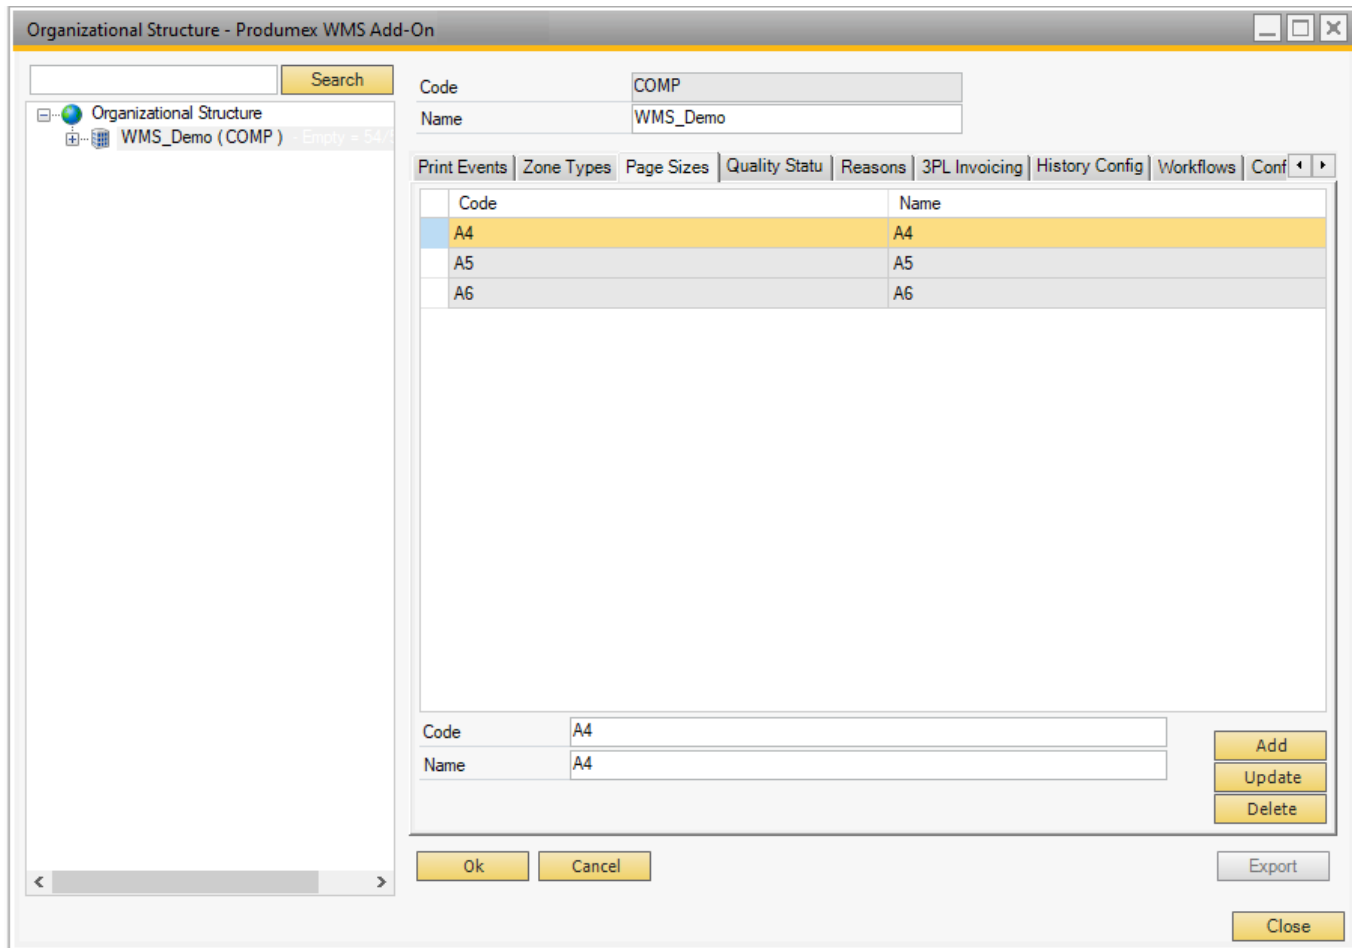 Organizational Structure - Produmex WMS Add-On
Search
Organizational Structure
WMS_Demo ( COMP ) - Empty = 54/
Code COMP
Name WMS_Demo
Print Events Zone Types Page Sizes Quality Statu Reasons 3PL Invoicing History Config Workflows Conf
Code Name
A4 A4
A5 A5
A6 A6
Code A4
Name A4
Add
Update
Delete
Ok Cancel Export
Close